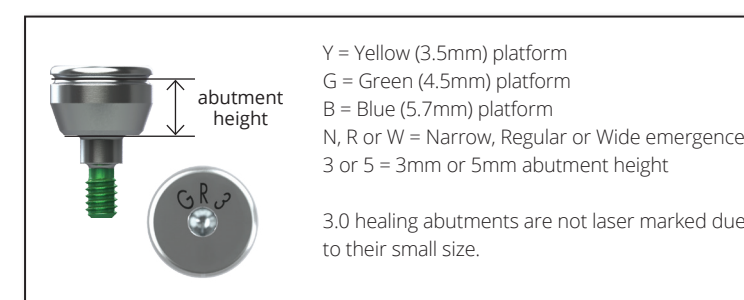 abutment
height
GR3
Y = Yellow (3.5mm) platform
G = Green (4.5mm) platform
B = Blue (5.7mm) platform
N, R or W = Narrow, Regular or Wide emergence
3 or 5 = 3mm or 5mm abutment height
3.0 healing abutments are not laser marked due
to their small size.